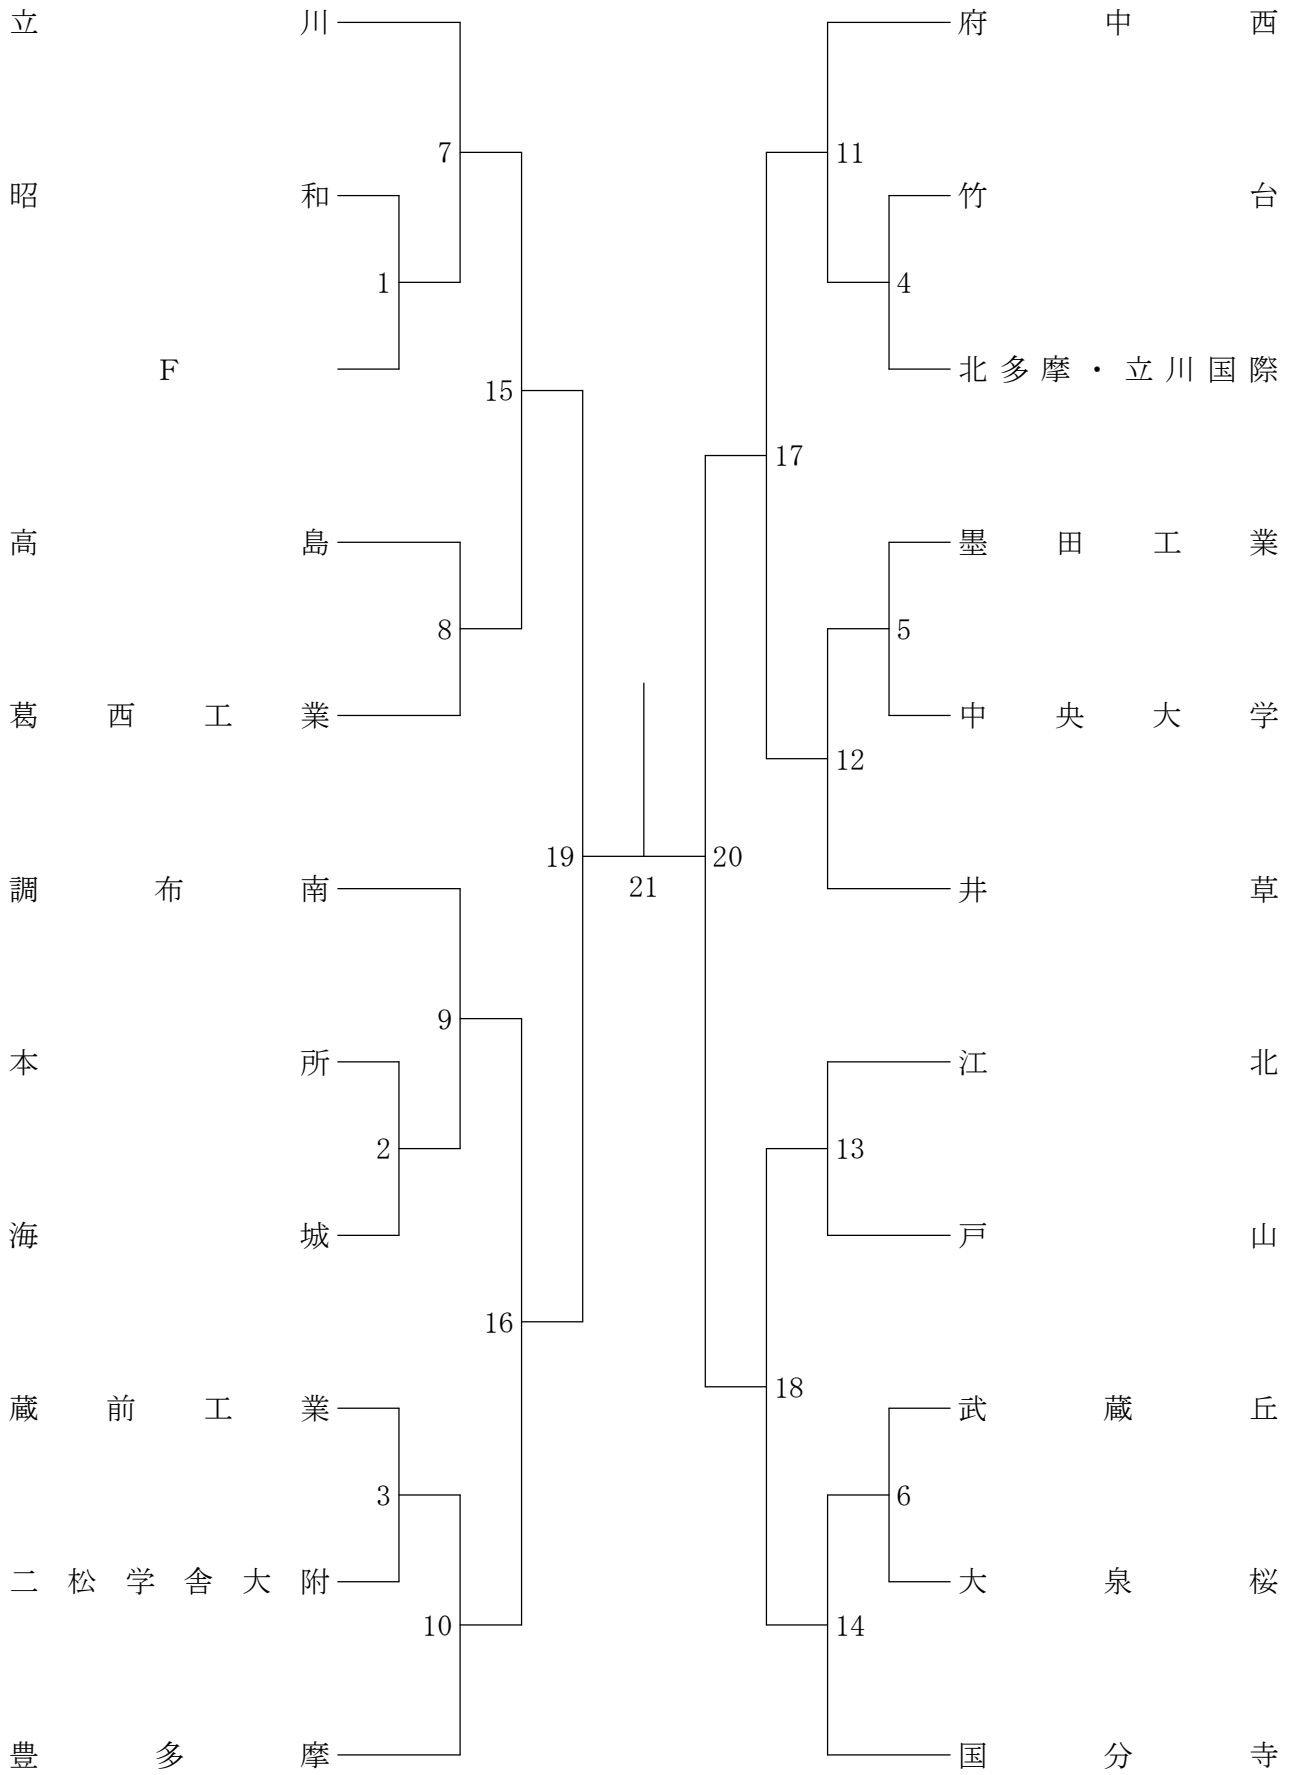 立川
昭和
F
高島
葛西工業
調布南
本所
海城
蔵前工業
二松学舎大附
豊多摩
1
2
3
7
8
9
10
15
16
19
21
20
17
18
11
12
13
14
4
5
6
府中西
竹台
北多摩・立川国際
墨田工業
中央大学
井草
江北
戸山
武蔵丘
大泉桜
国分寺